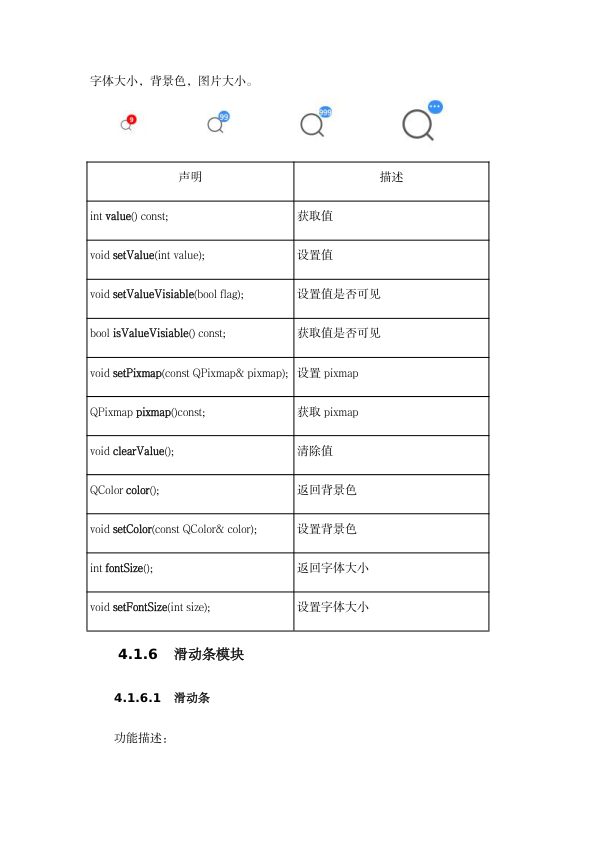 字体大小，背景色，图片大小。
9 99 999 ...
声明 描述
int value() const; 获取值
void setValue(int value); 设置值
void setValueVisiable(bool flag); 设置值是否可见
bool isValueVisiable() const; 获取值是否可见
void setPixmap(const QPixmap& pixmap); 设置 pixmap
QPixmap pixmap()const; 获取 pixmap
void clearValue(); 清除值
QColor color(); 返回背景色
void setColor(const QColor& color); 设置背景色
int fontSize(); 返回字体大小
void setFontSize(int size); 设置字体大小
4.1.6 滑动条模块
4.1.6.1 滑动条
功能描述：